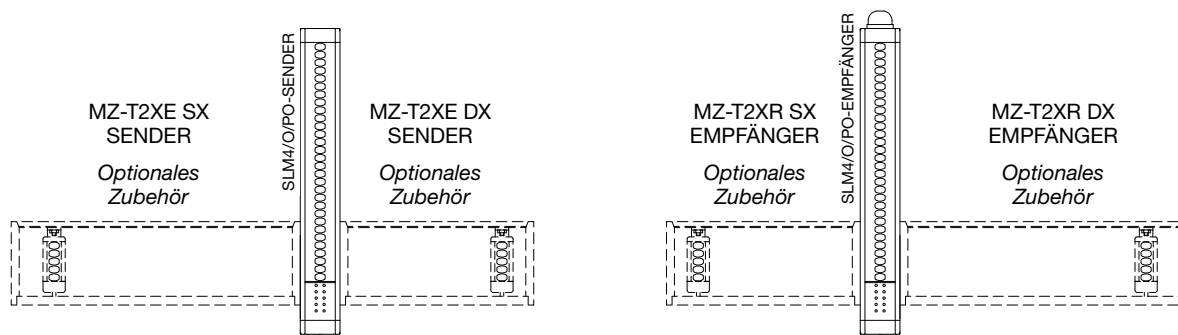 MZ-T2XE SX
SENDER
Optionales
Zubehör
SLM4/O/PO-SENDER
MZ-T2XE DX
SENDER
Optionales
Zubehör
MZ-T2XR SX
EMPFÄNGER
Optionales
Zubehör
SLM4/O/PO-EMPFÄNGER
MZ-T2XR DX
EMPFÄNGER
Optionales
Zubehör